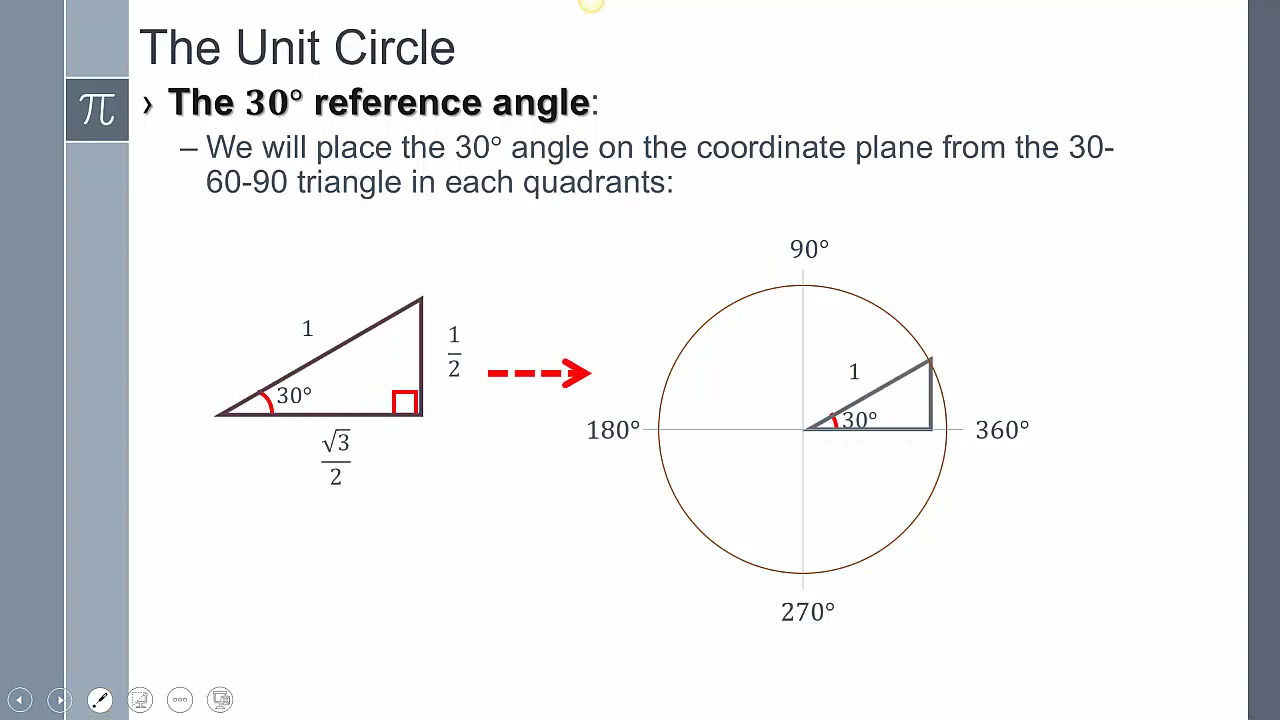 The Unit Circle
π
› The 30° reference angle:
– We will place the 30° angle on the coordinate plane from the 30-
60-90 triangle in each quadrants:
1
1/2
30°
√3/2
90°
1
30°
180°
360°
270°